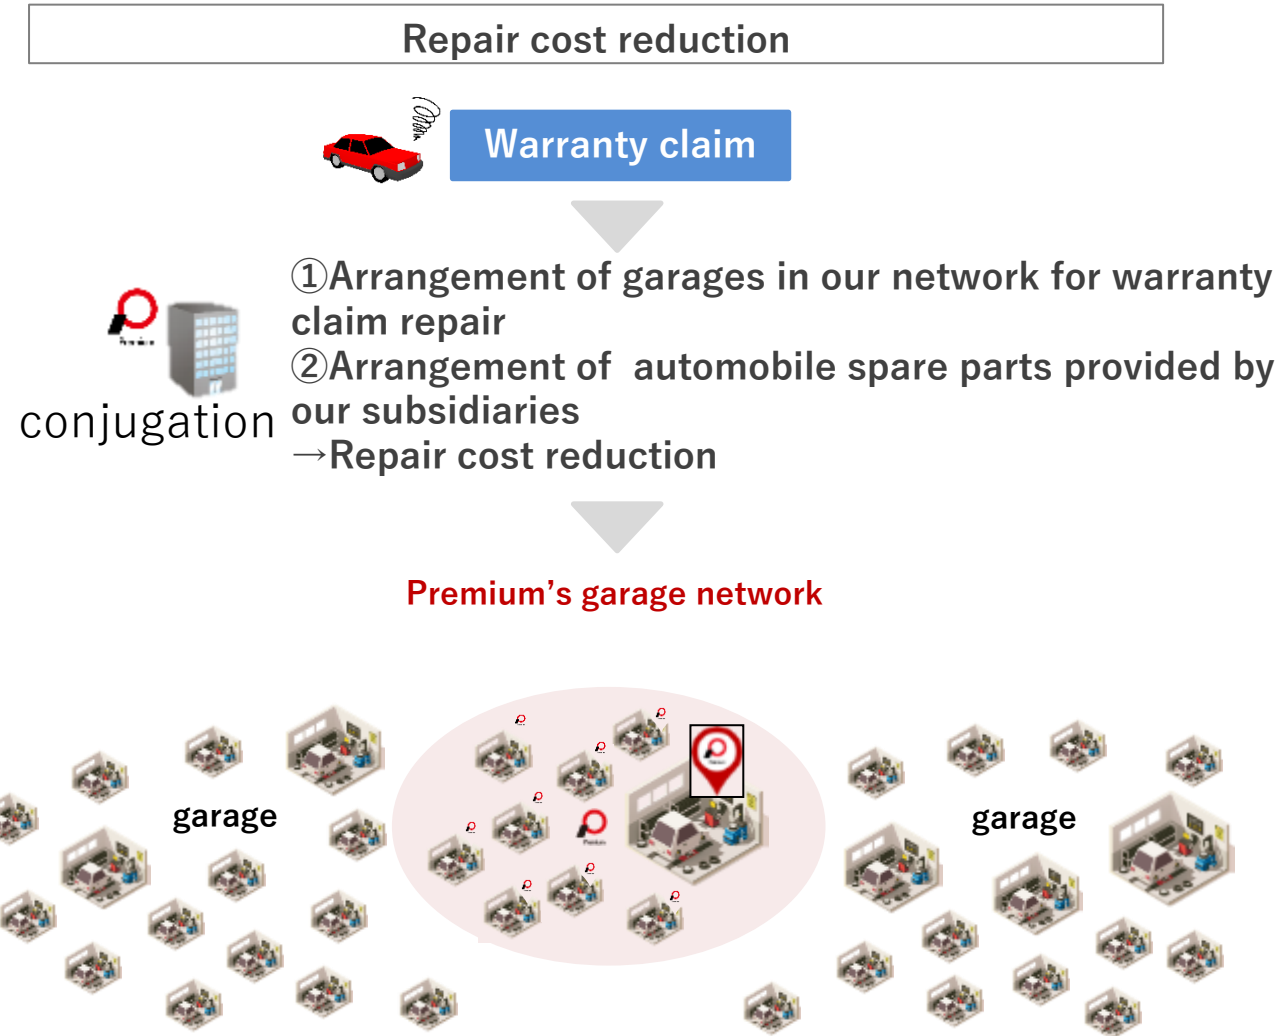 Repair cost reduction
Warranty claim
①Arrangement of garages in our network for warranty
claim repair
②Arrangement of  automobile spare parts provided by
our subsidiaries
→Repair cost reduction
conjugation
Premium’s garage network
garage
garage